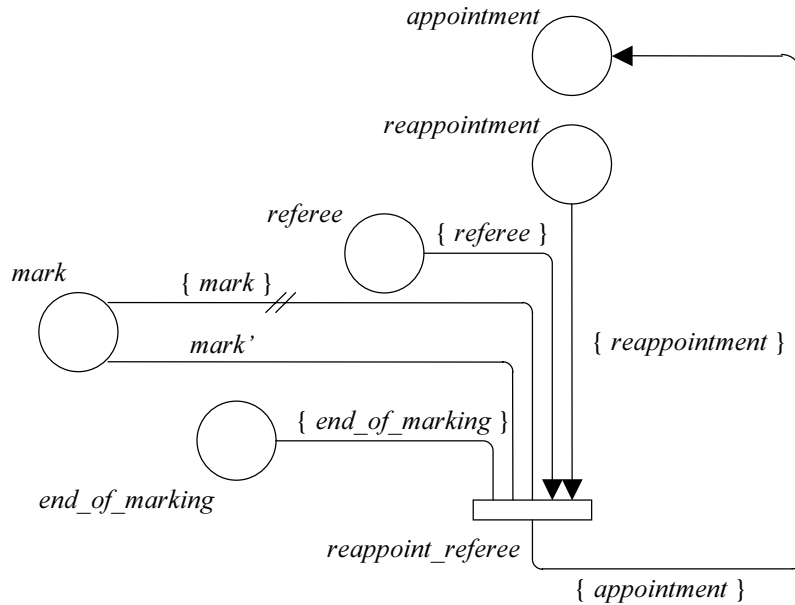 appointment
reappointment
referee
{ referee }
mark
{ mark }
mark’
{ reappointment }
{ end_of_marking }
end_of_marking
reappoint_referee
{ appointment }